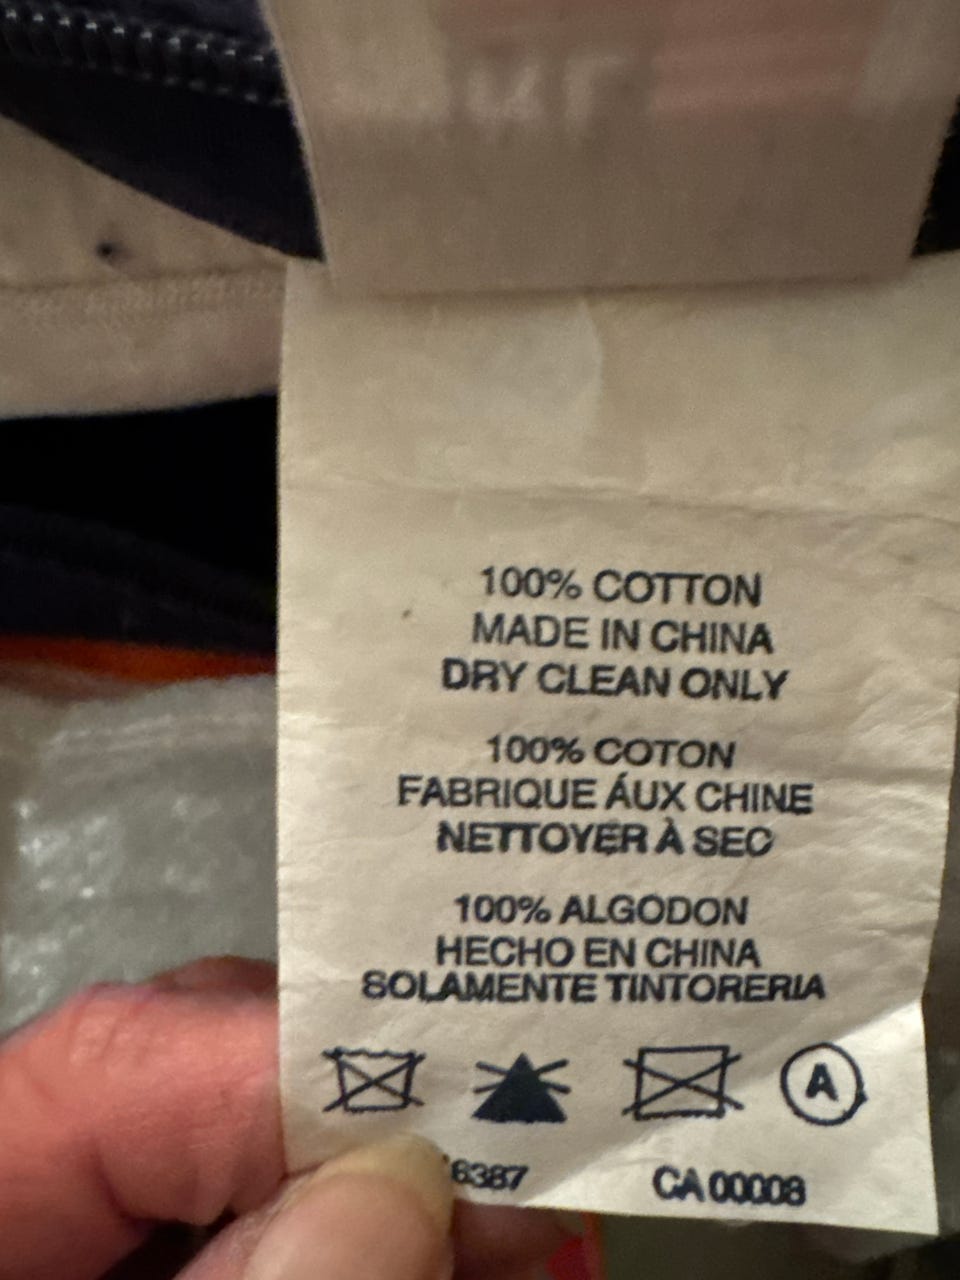 100% COTTON
MADE IN CHINA
DRY CLEAN ONLY
100% COTON
FABRIQUE ÁUX CHINE
NETTOYER À SEC
100% ALGODON
HECHO EN CHINA
SOLAMENTE TINTORERIA
A
6387 CA 00008